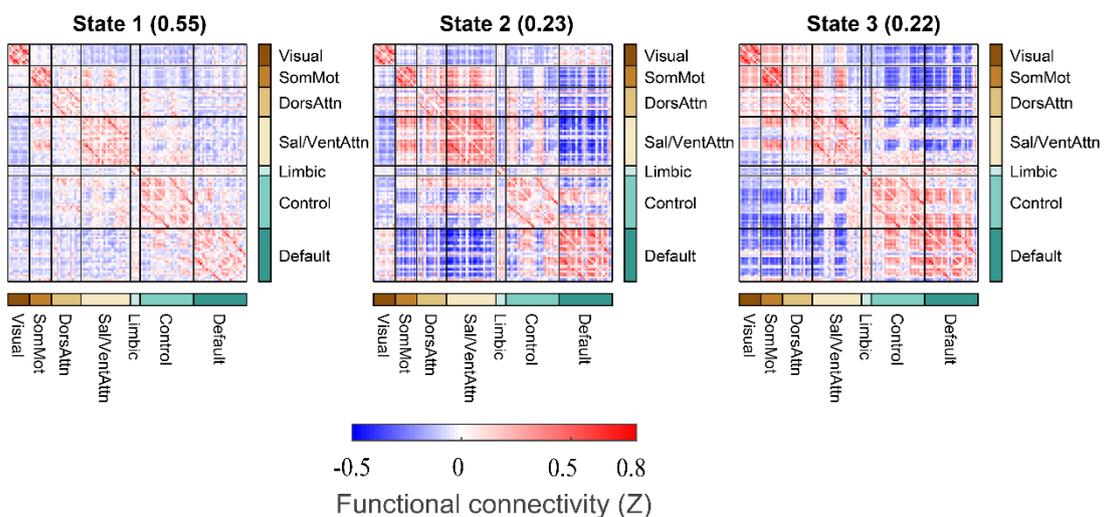 State 1 (0.55)
Visual
SomMot
DorsAttn
Sal/VentAttn
Limbic
Control
Default
Visual
SomMot
DorsAttn
Sal/VentAttn
Limbic
Control
Default
State 2 (0.23)
Visual
SomMot
DorsAttn
Sal/VentAttn
Limbic
Control
Default
Visual
SomMot
DorsAttn
Sal/VentAttn
Limbic
Control
Default
State 3 (0.22)
Visual
SomMot
DorsAttn
Sal/VentAttn
Limbic
Control
Default
Visual
SomMot
DorsAttn
Sal/VentAttn
Limbic
Control
Default
-0.5 0 0.5 0.8
Functional connectivity (Z)